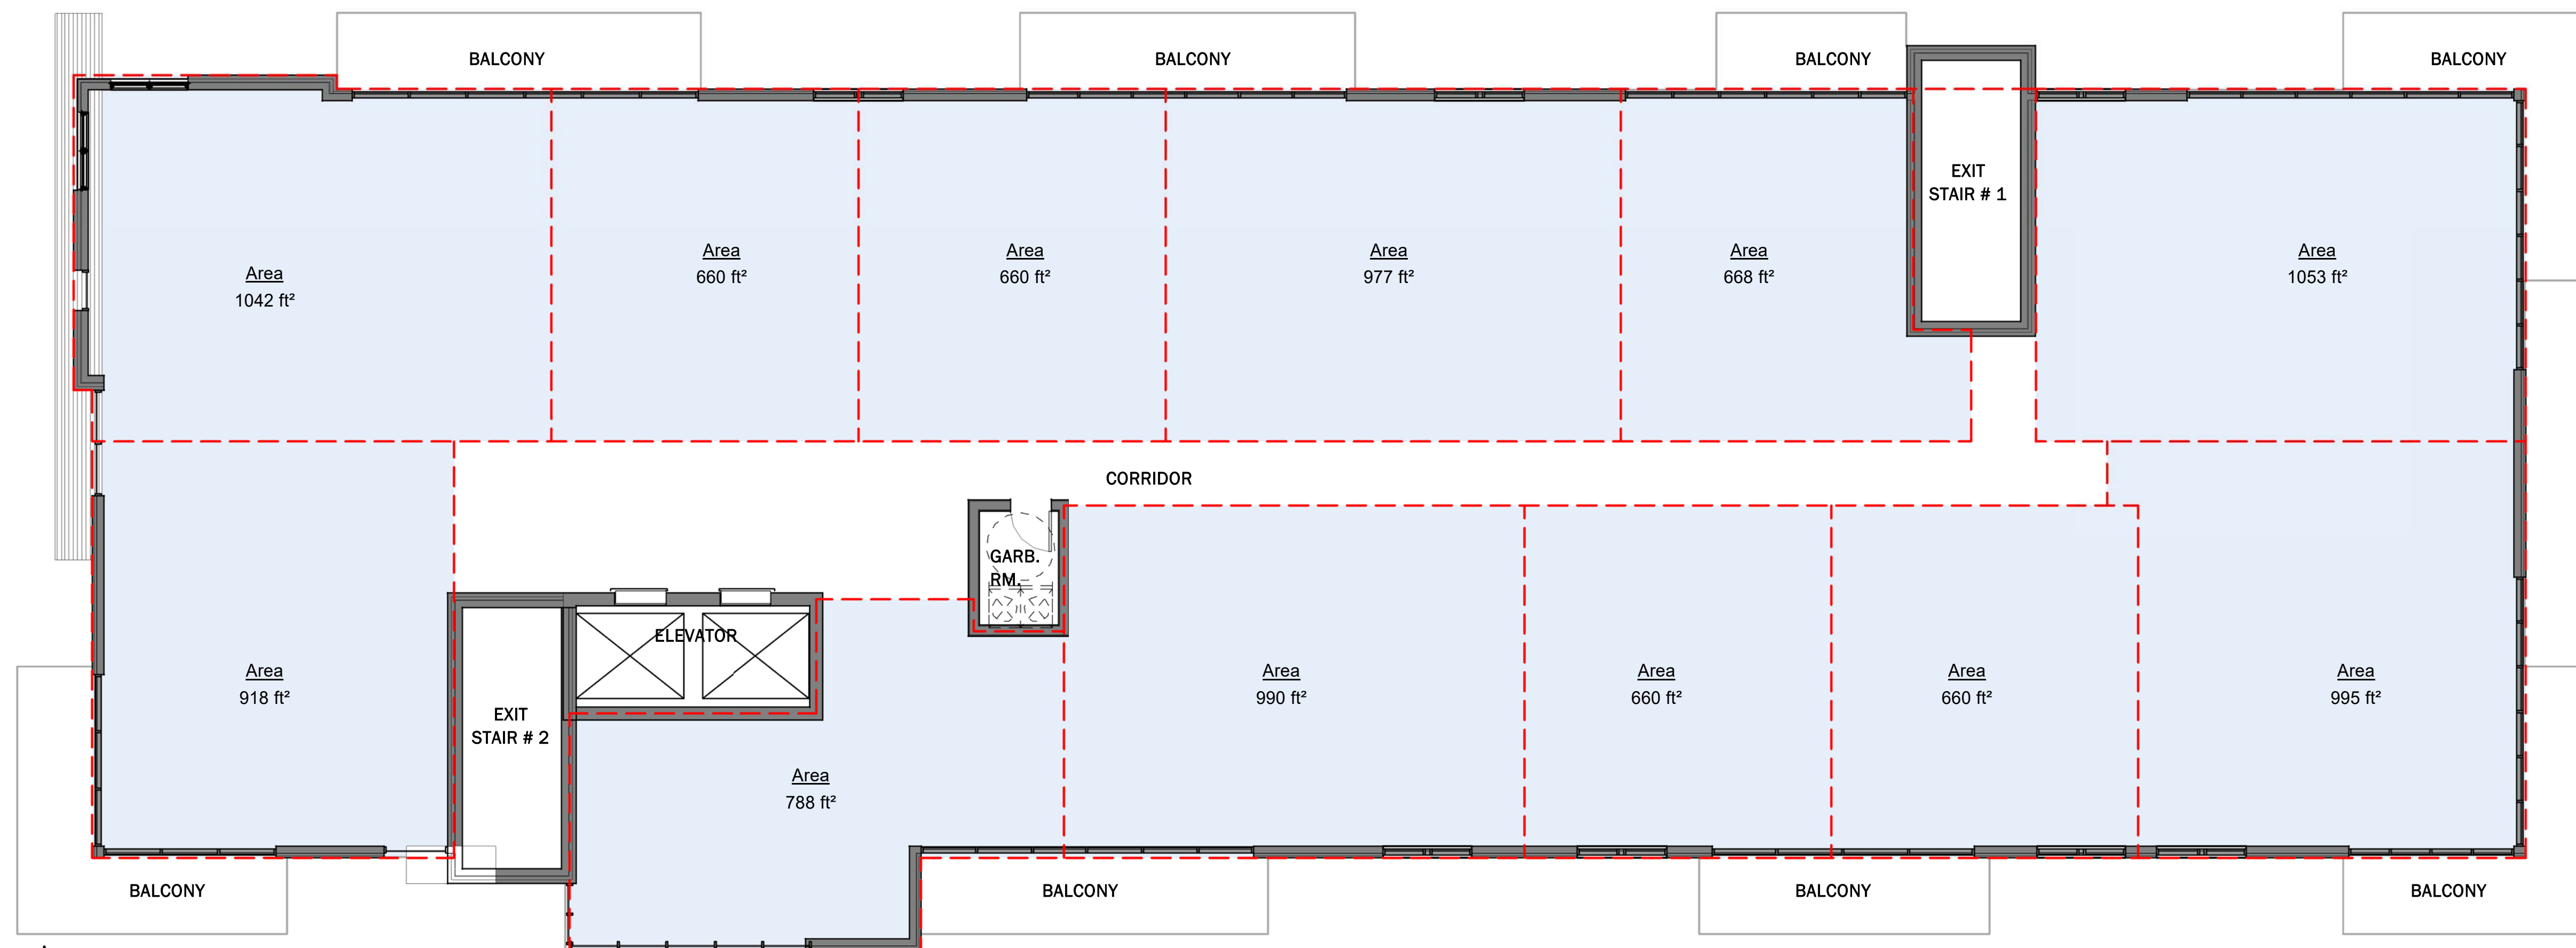 BALCONY
BALCONY
BALCONY
BALCONY
EXIT
STAIR # 1
Area
1042 ft²
Area
660 ft²
Area
660 ft²
Area
977 ft²
Area
668 ft²
Area
1053 ft²
CORRIDOR
GARB.
RM.
ELEVATOR
EXIT
STAIR # 2
Area
918 ft²
Area
788 ft²
Area
990 ft²
Area
660 ft²
Area
660 ft²
Area
995 ft²
BALCONY
BALCONY
BALCONY
BALCONY